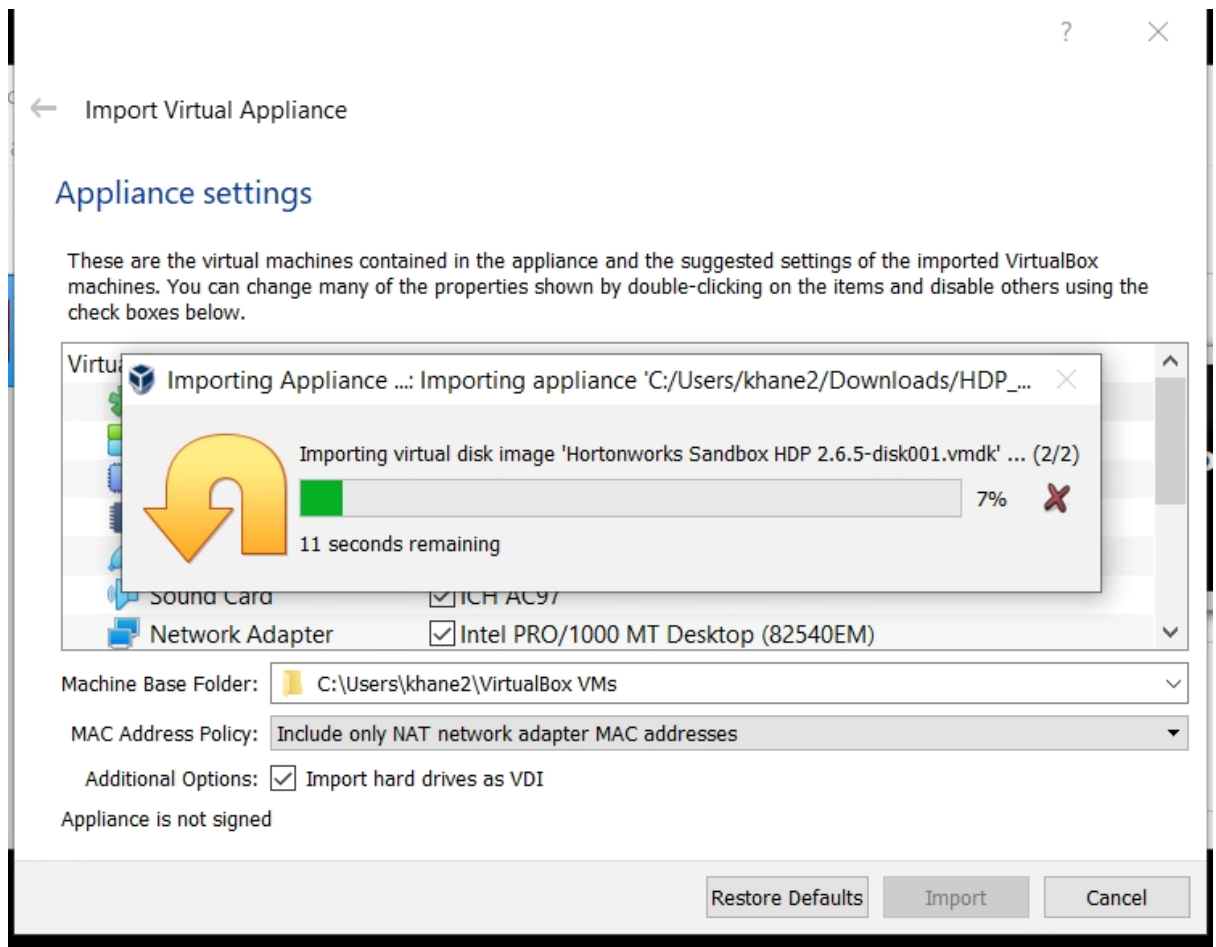 ?
Import Virtual Appliance
Appliance settings
These are the virtual machines contained in the appliance and the suggested settings of the imported VirtualBox
machines. You can change many of the properties shown by double-clicking on the items and disable others using the
check boxes below.
Importing Appliance ...: Importing appliance 'C:/Users/khane2/Downloads/HDP_...
Importing virtual disk image 'Hortonworks Sandbox HDP 2.6.5-disk001.vmdk' ... (2/2)
7%
11 seconds remaining
Sound Card ICH AC97
Network Adapter Intel PRO/1000 MT Desktop (82540EM)
Machine Base Folder: C:\Users\khane2\VirtualBox VMs
MAC Address Policy: Include only NAT network adapter MAC addresses
Additional Options: Import hard drives as VDI
Appliance is not signed
Restore Defaults Import Cancel